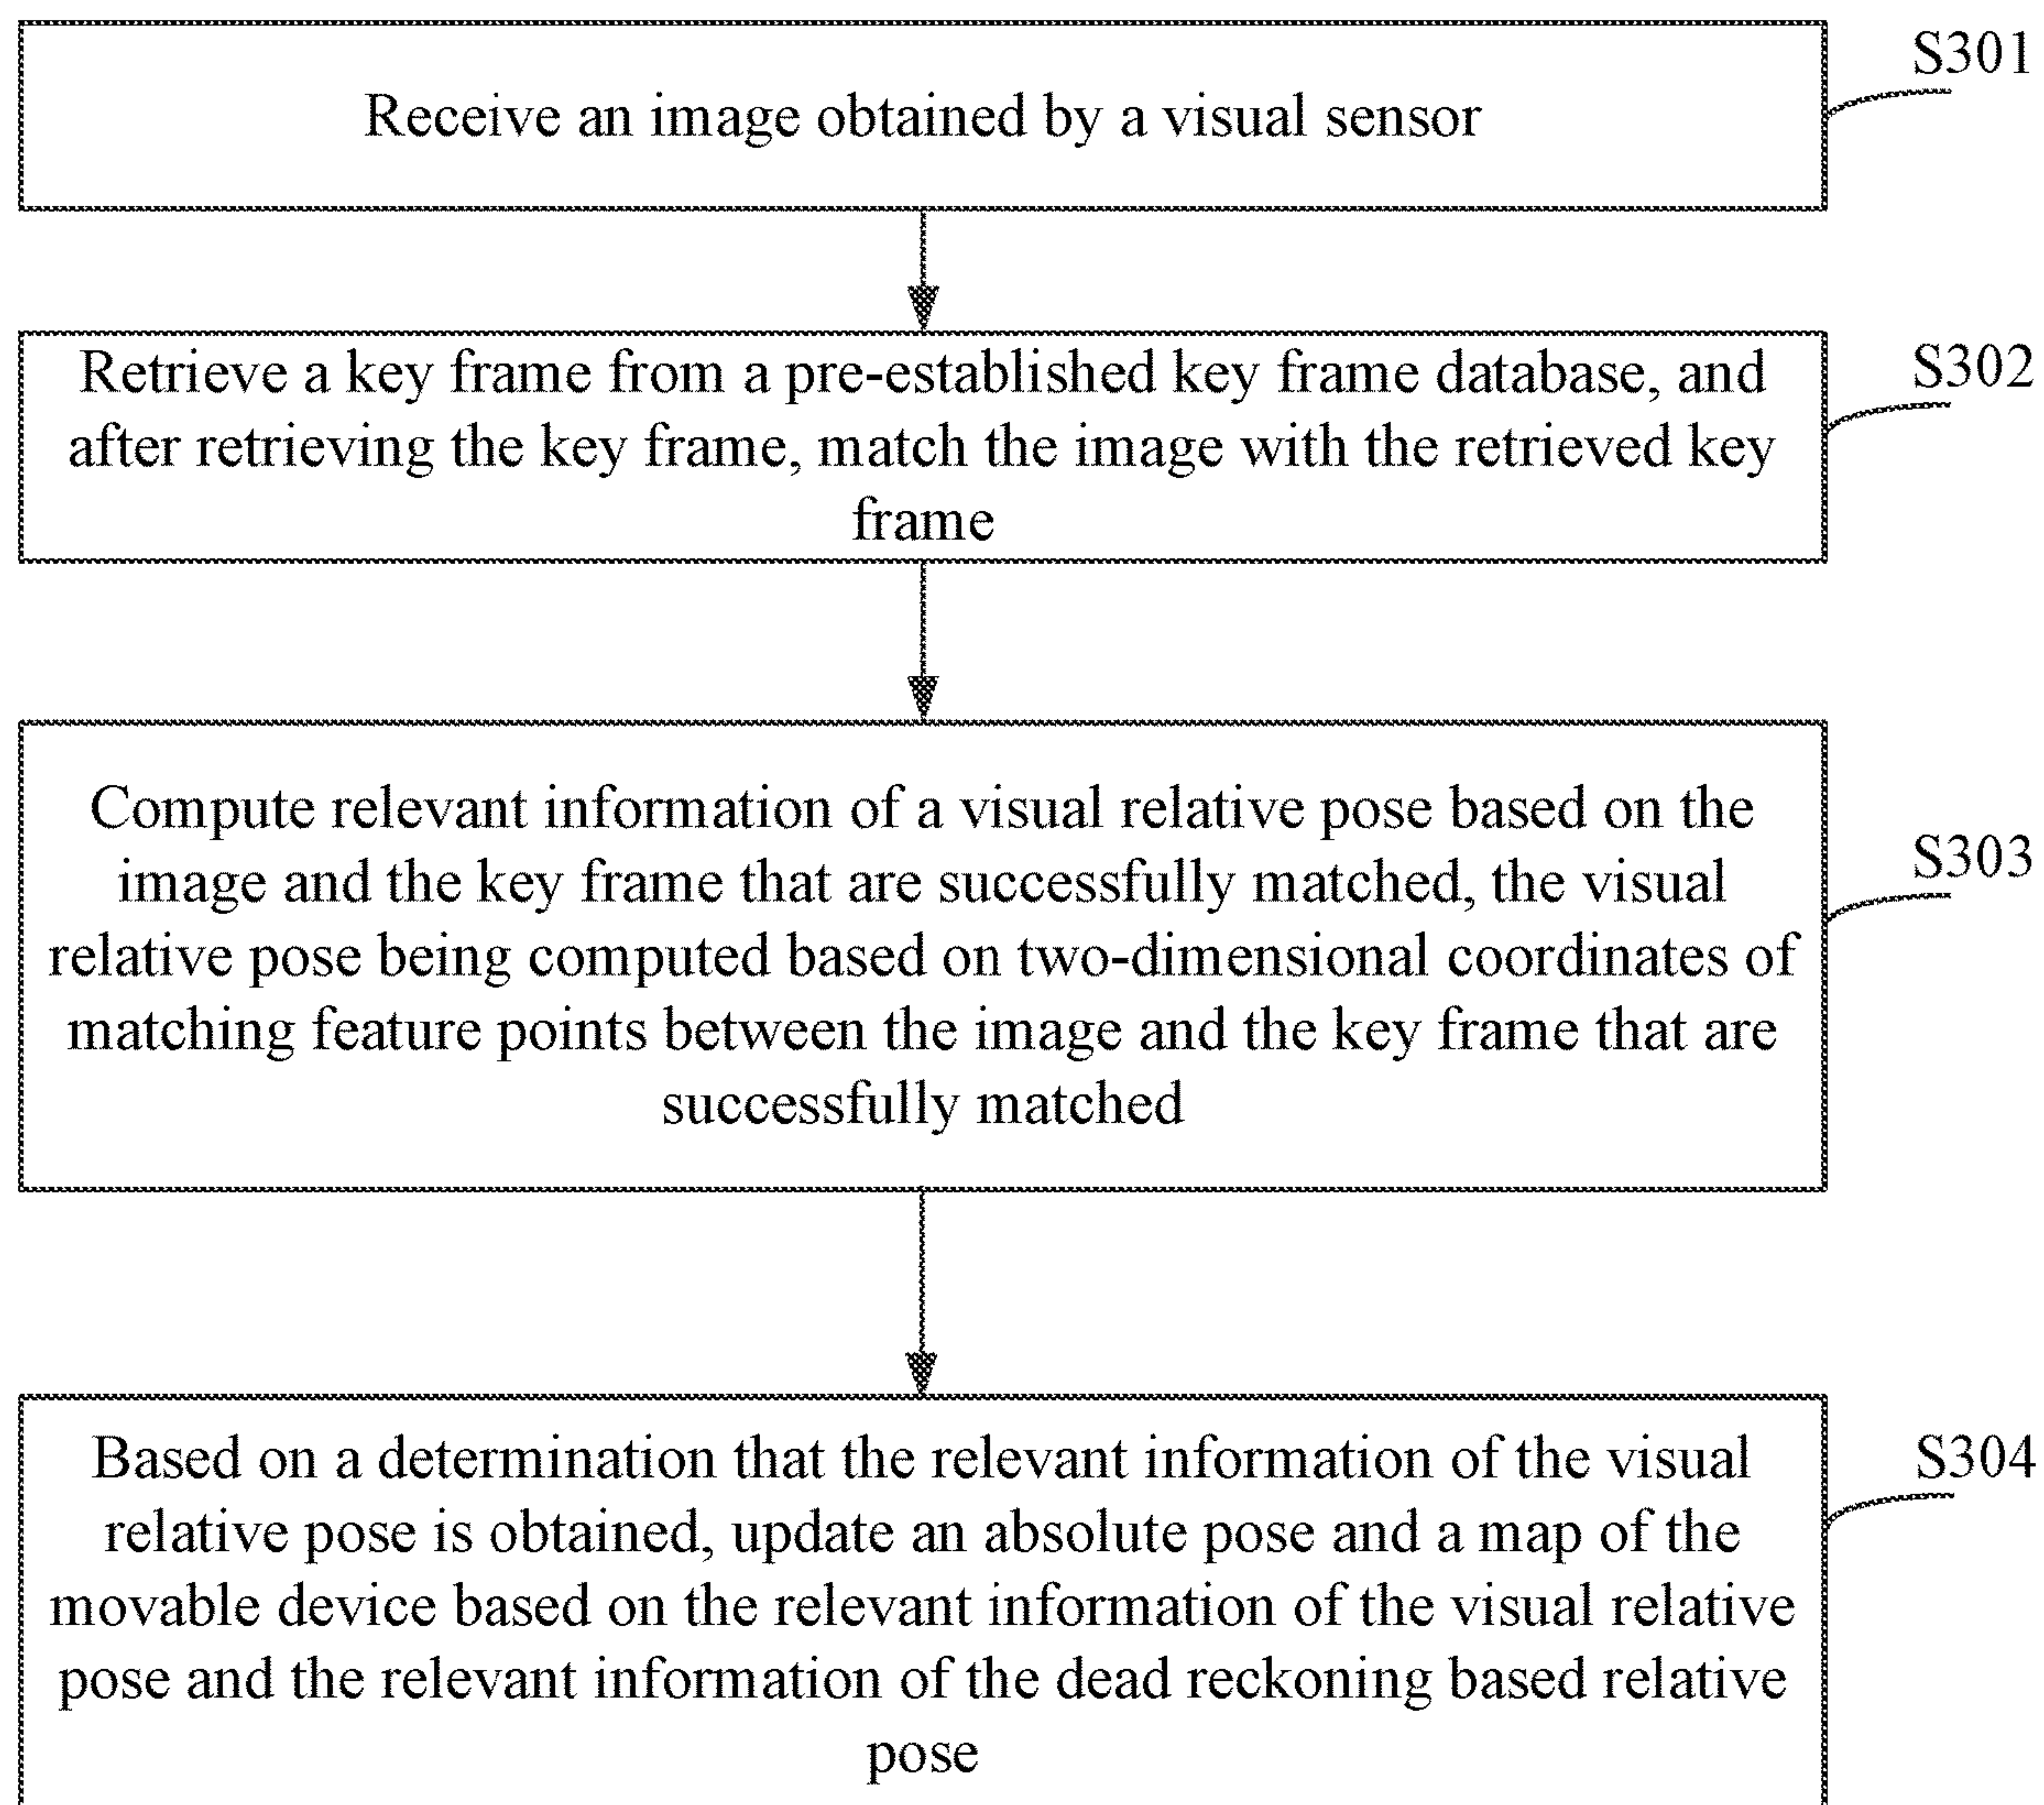 S301
Receive an image obtained by a visual sensor
S302
Retrieve a key frame from a pre-established key frame database, and
after retrieving the key frame, match the image with the retrieved key
frame
Compute relevant information of a visual relative pose based on the
S303
image and the key frame that are successfully matched, the visual
relative pose being computed based on two-dimensional coordinates of
matching feature points between the image and the key frame that are
successfully matched
S304
Based on a determination that the relevant information of the visual
relative pose is obtained, update an absolute pose and a map of the
movable device based on the relevant information of the visual relative
pose and the relevant information of the dead reckoning based relative
pose